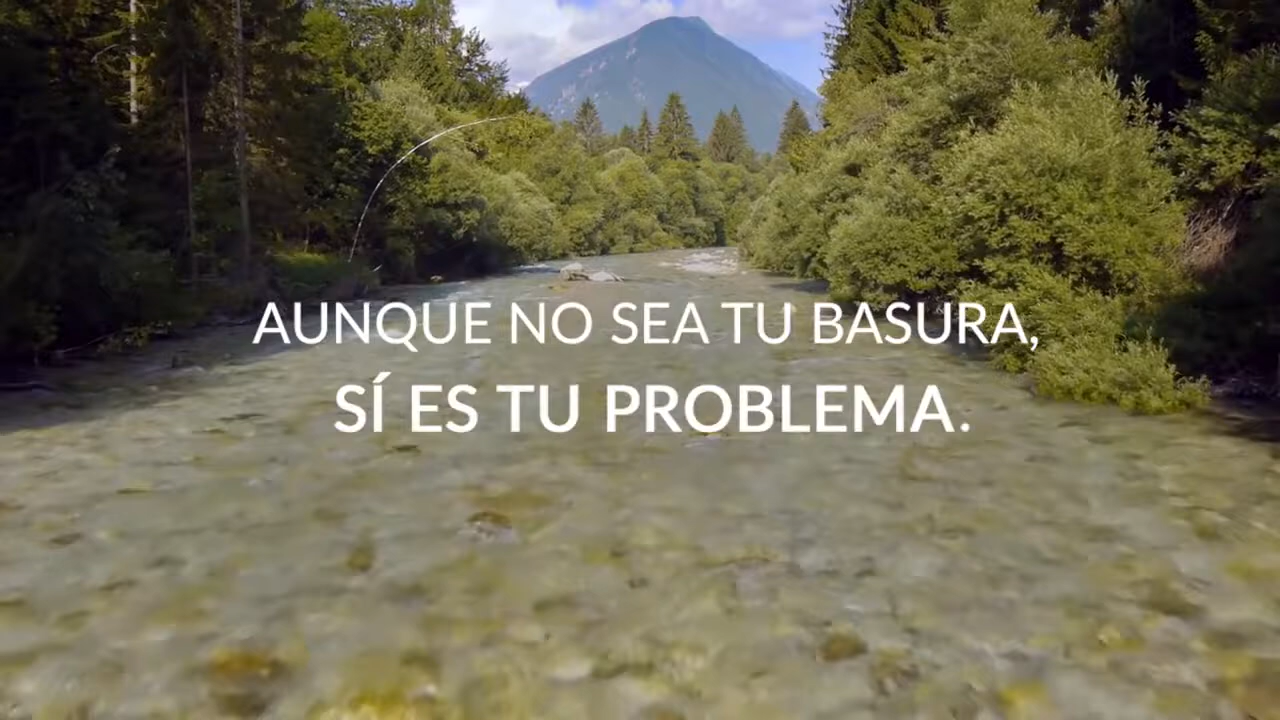 AUNQUE NO SEA TU BASURA,
SÍ ES TU PROBLEMA.